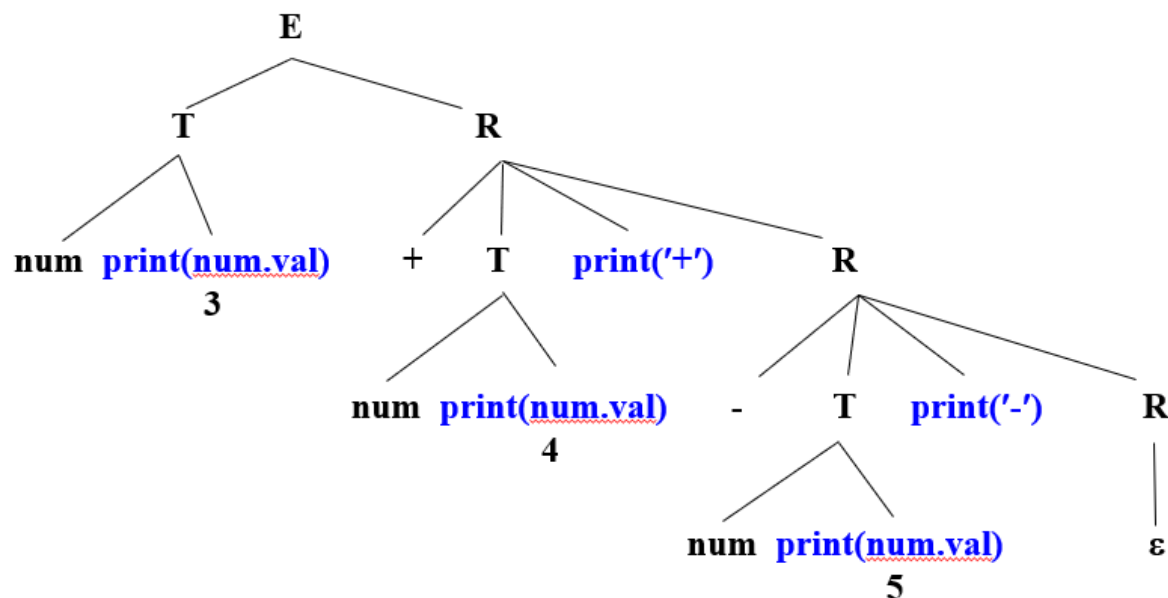 E
T R
num print(num.val) + T print('+') R
3
num print(num.val) - T print('-') R
4
num print(num.val) ε
5